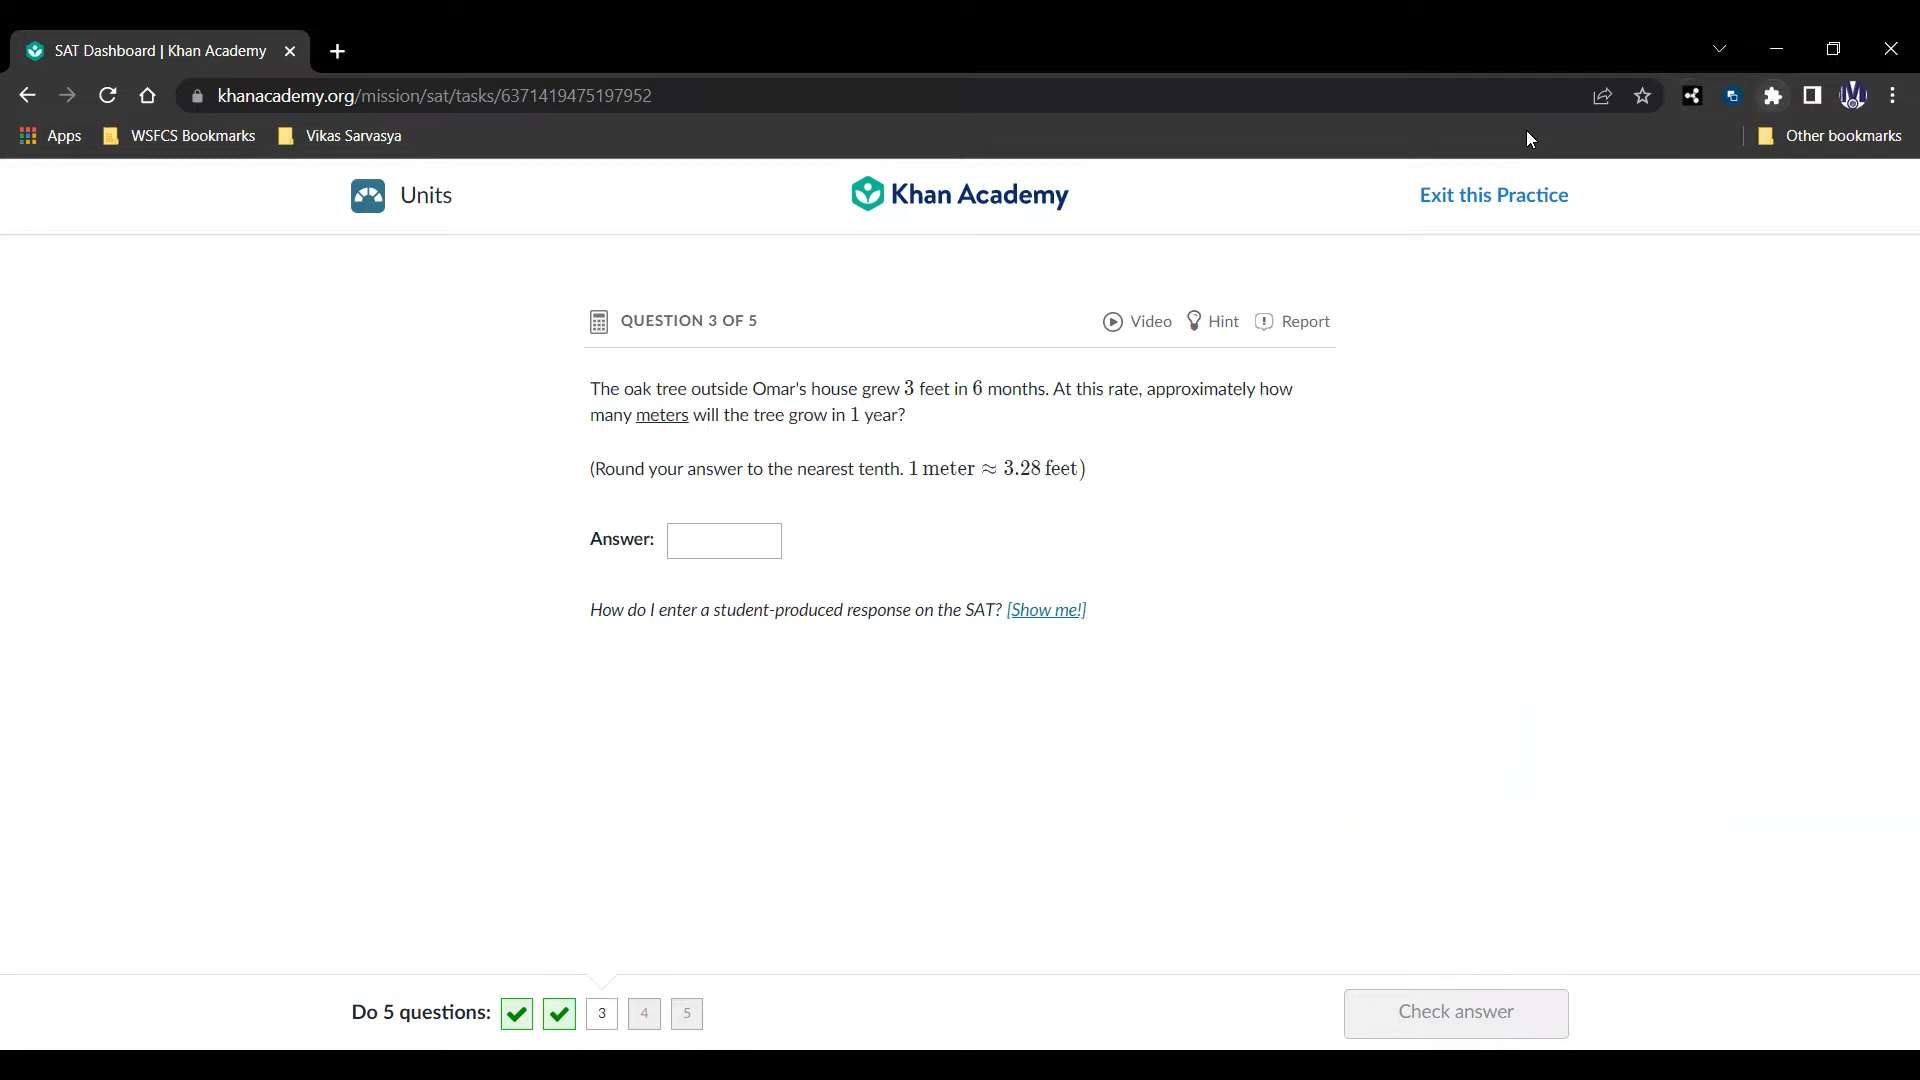 SAT Dashboard | Khan Academy
khanacademy.org/mission/sat/tasks/6371419475197952
Apps WSFCS Bookmarks Vikas Sarvasya Other bookmarks
Units Khan Academy Exit this Practice
QUESTION 3 OF 5 Video Hint Report
The oak tree outside Omar's house grew 3 feet in 6 months. At this rate, approximately how
many meters will the tree grow in 1 year?
(Round your answer to the nearest tenth. 1 meter ≈ 3.28 feet)
Answer:
How do I enter a student-produced response on the SAT? [Show me!]
Do 5 questions: 3 4 5 Check answer